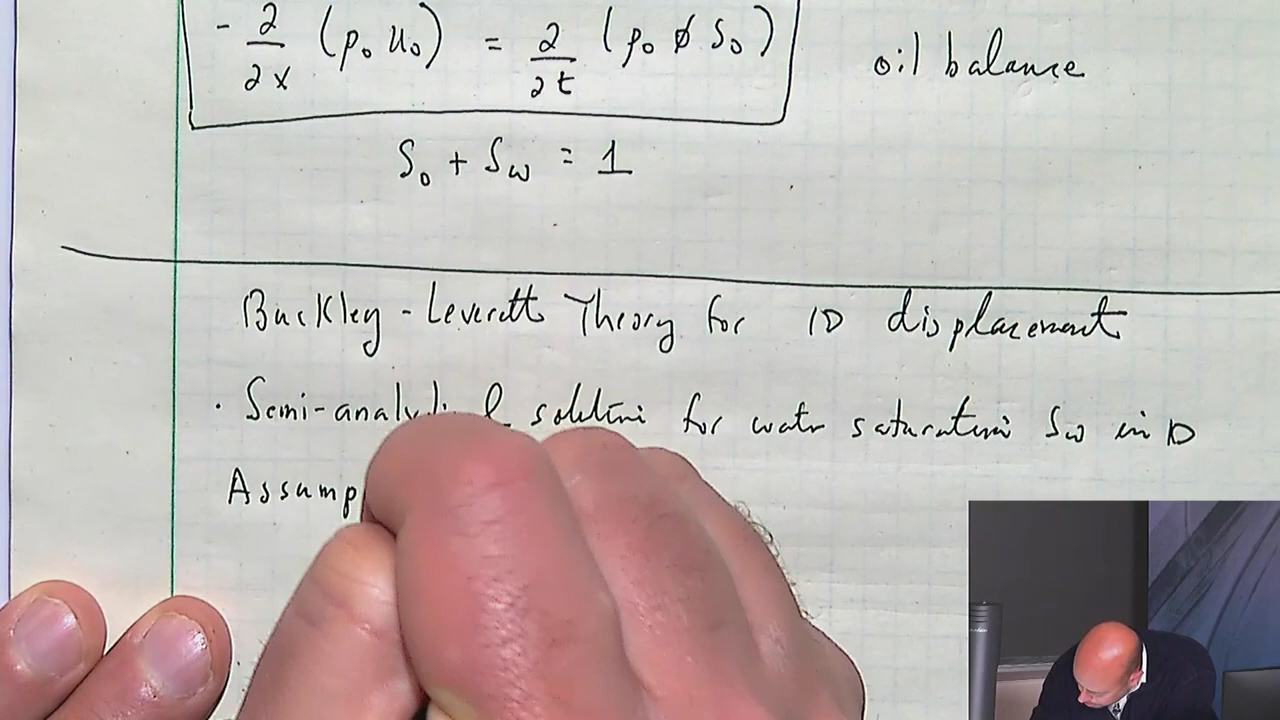 - ∂/∂x (ρo uo) = ∂/∂t (ρo ϕ So) oil balance
So + Sw = 1
Buckley - Leverett Theory for 1D displacement
· Semi-analytical solution for water saturation Sw in 1D
Assump